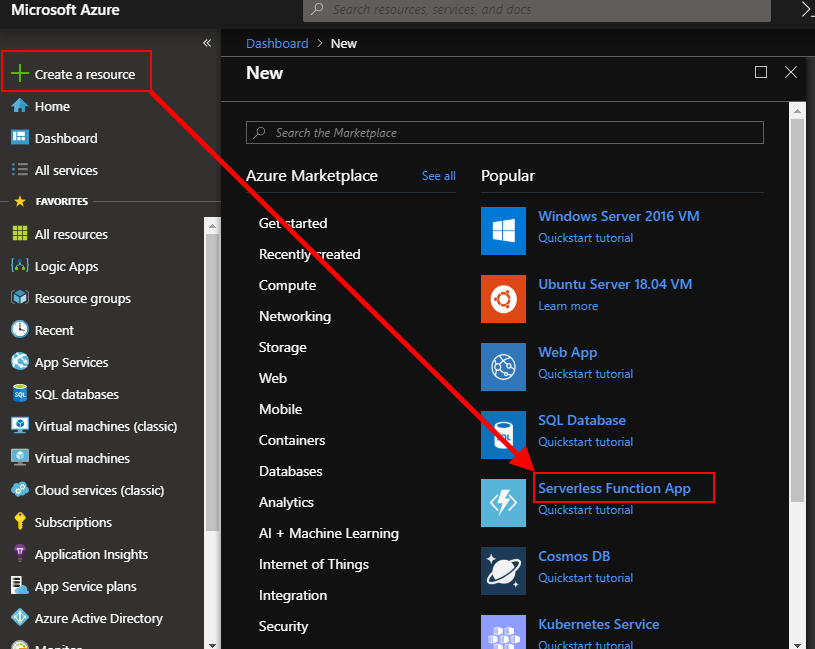 Microsoft Azure
Search resources, services, and docs
Create a resource
Home
Dashboard
All services
FAVORITES
All resources
Logic Apps
Resource groups
Recent
App Services
SQL databases
Virtual machines (classic)
Virtual machines
Cloud services (classic)
Subscriptions
Application Insights
App Service plans
Azure Active Directory
Monitor
Dashboard > New
New
Search the Marketplace
Azure Marketplace See all
Get started
Recently created
Compute
Networking
Storage
Web
Mobile
Containers
Databases
Analytics
AI + Machine Learning
Internet of Things
Integration
Security
Popular
Windows Server 2016 VM
Quickstart tutorial
Ubuntu Server 18.04 VM
Learn more
Web App
Quickstart tutorial
SQL Database
Quickstart tutorial
Serverless Function App
Quickstart tutorial
Cosmos DB
Quickstart tutorial
Kubernetes Service
Quickstart tutorial